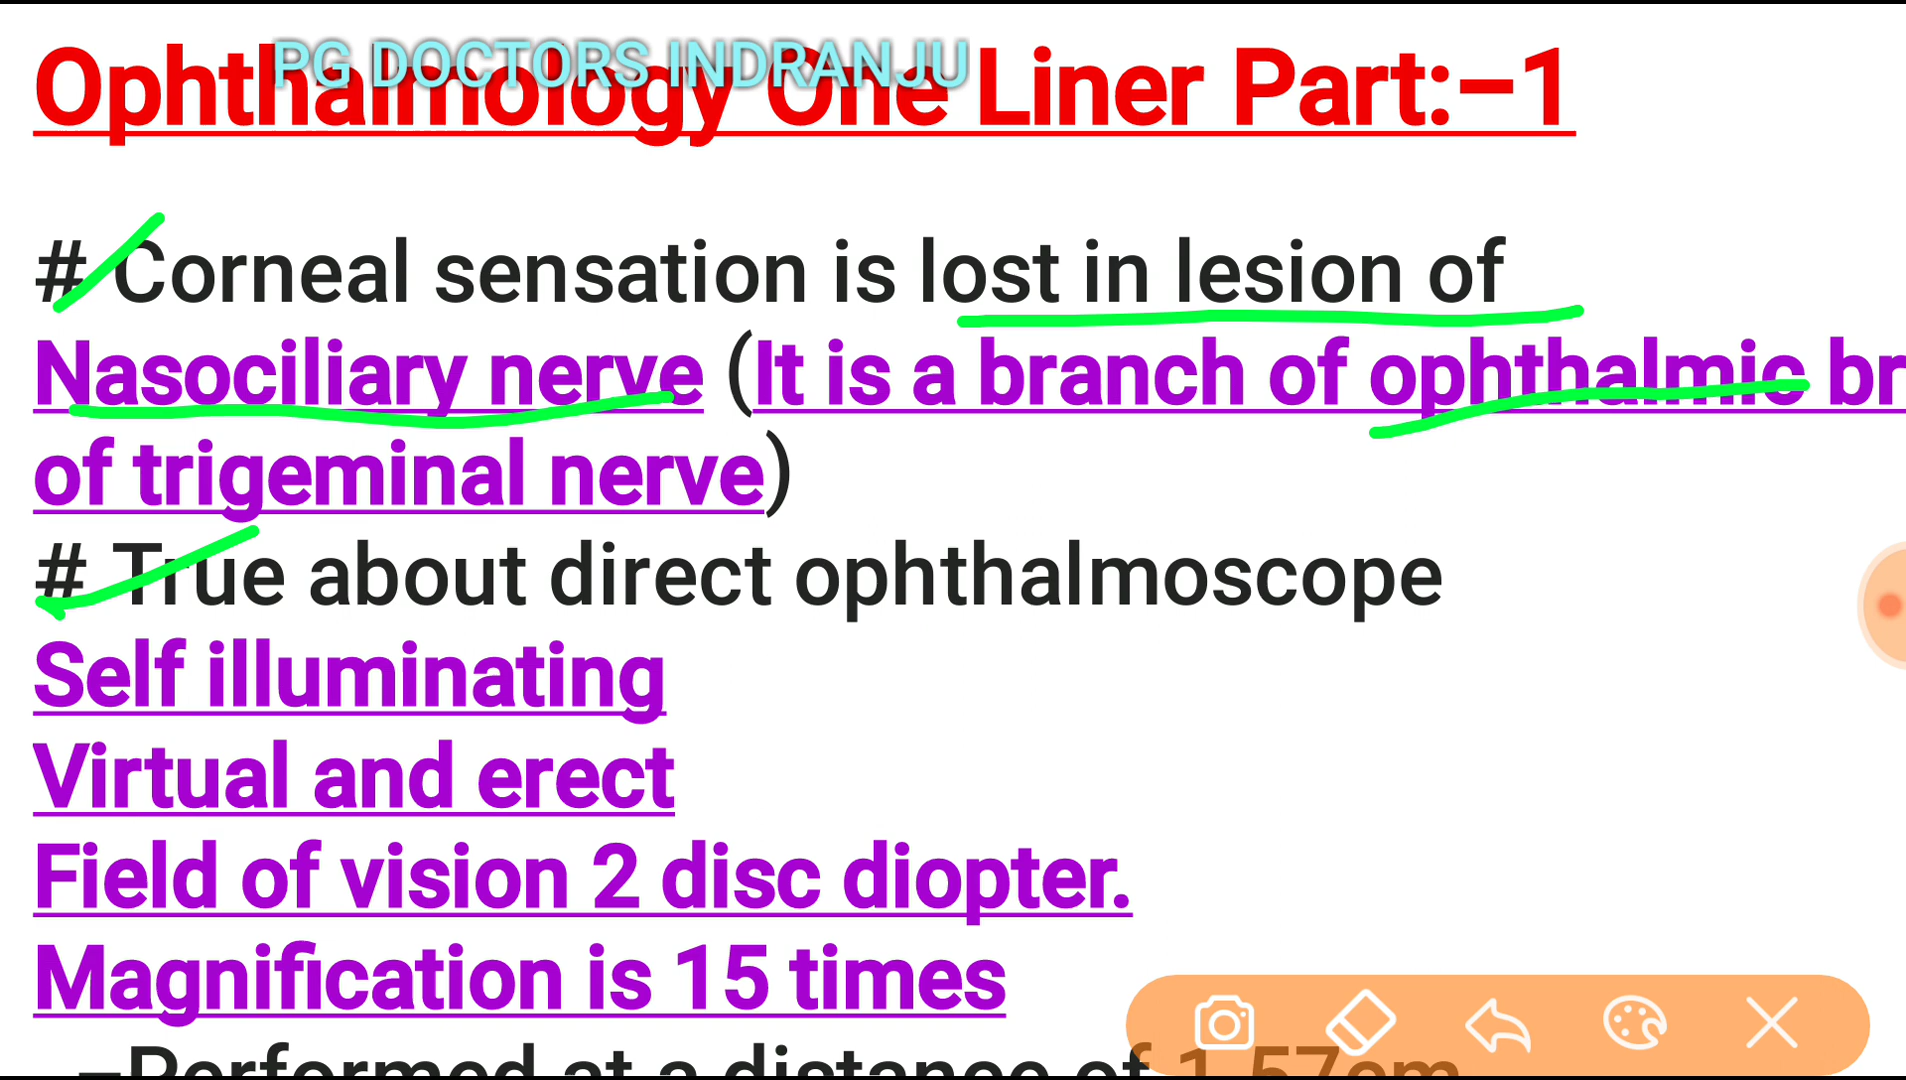 PG DOCTORS INDRANJU
Ophthalmology One Liner Part:-1
# Corneal sensation is lost in lesion of
Nasociliary nerve (It is a branch of ophthalmic br
of trigeminal nerve)
# True about direct ophthalmoscope
Self illuminating
Virtual and erect
Field of vision 2 disc diopter.
Magnification is 15 times
-Performed at a distance of 1.57cm